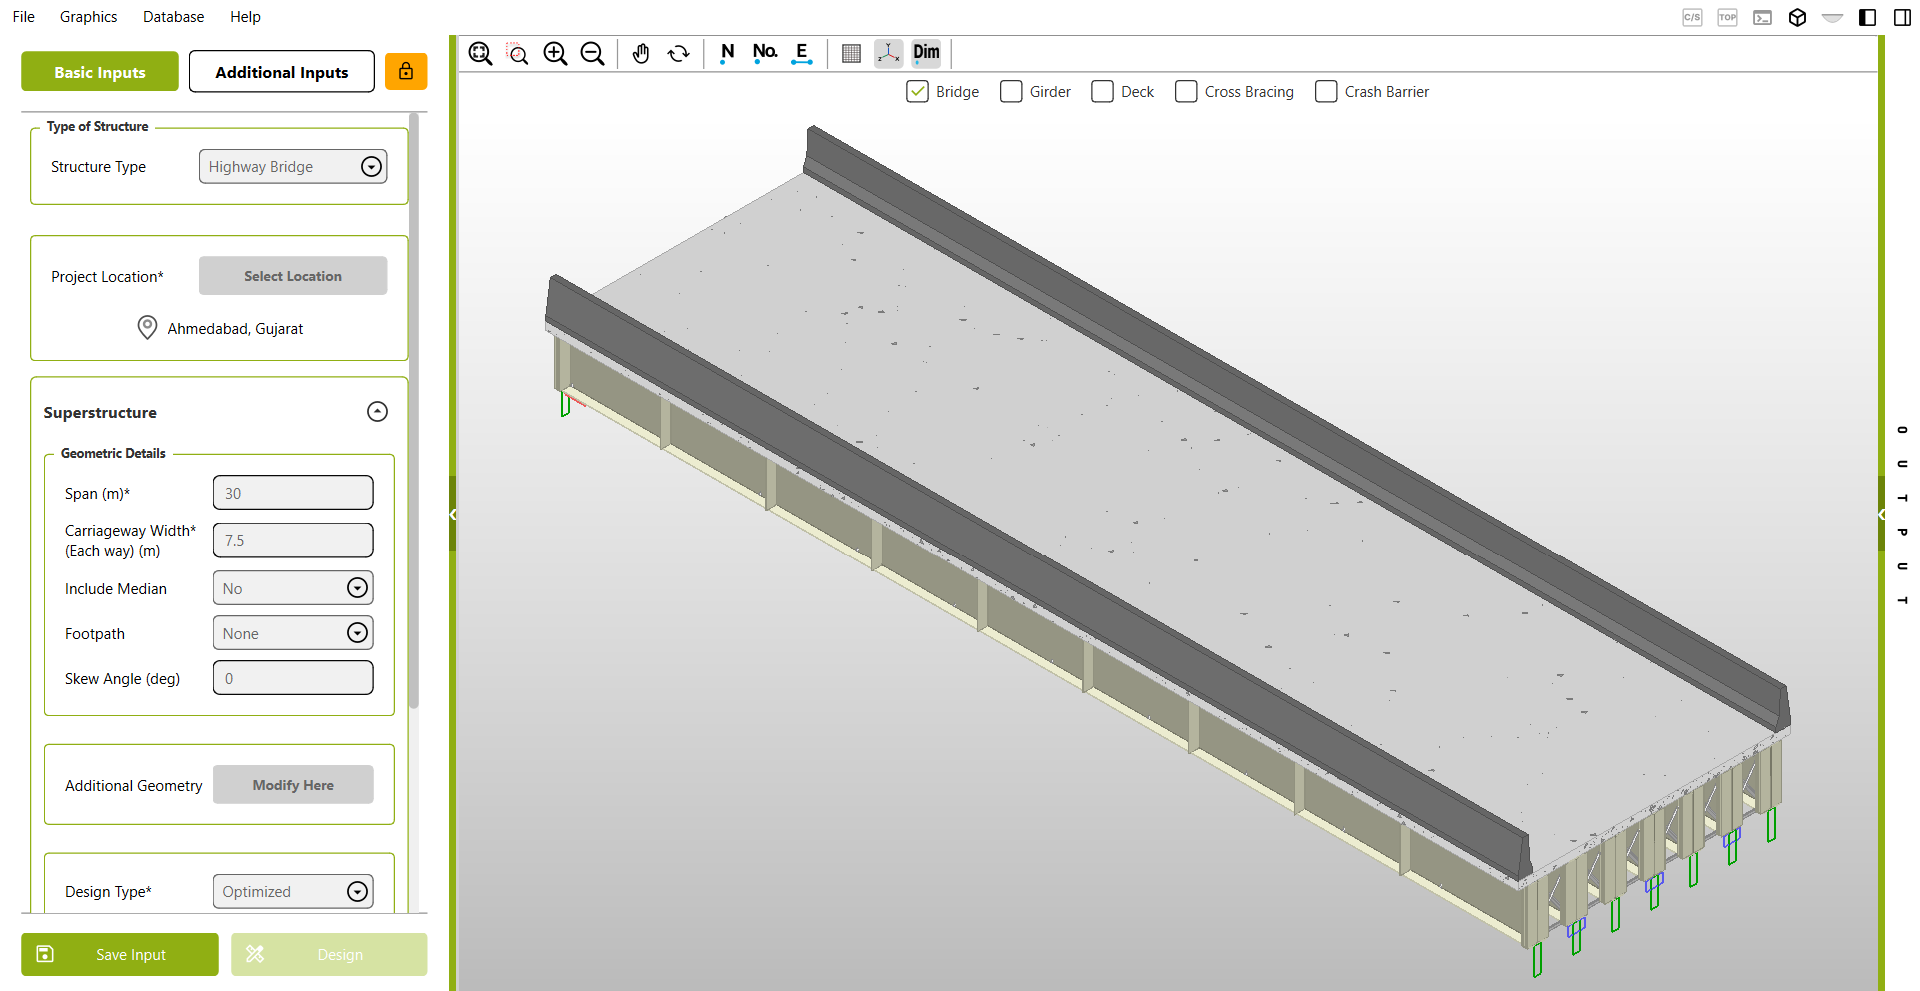 File Graphics Database Help
C/S TOP
Basic Inputs Additional Inputs
N No. E Dim
Y Z X
Bridge Girder Deck Cross Bracing Crash Barrier
Type of Structure
Structure Type Highway Bridge
Project Location* Select Location
Ahmedabad, Gujarat
Superstructure
Geometric Details
Span (m)* 30
Carriageway Width*
(Each way) (m) 7.5
Include Median No
Footpath None
Skew Angle (deg) 0
Additional Geometry Modify Here
Design Type* Optimized
Save Input Design
OUTPUT